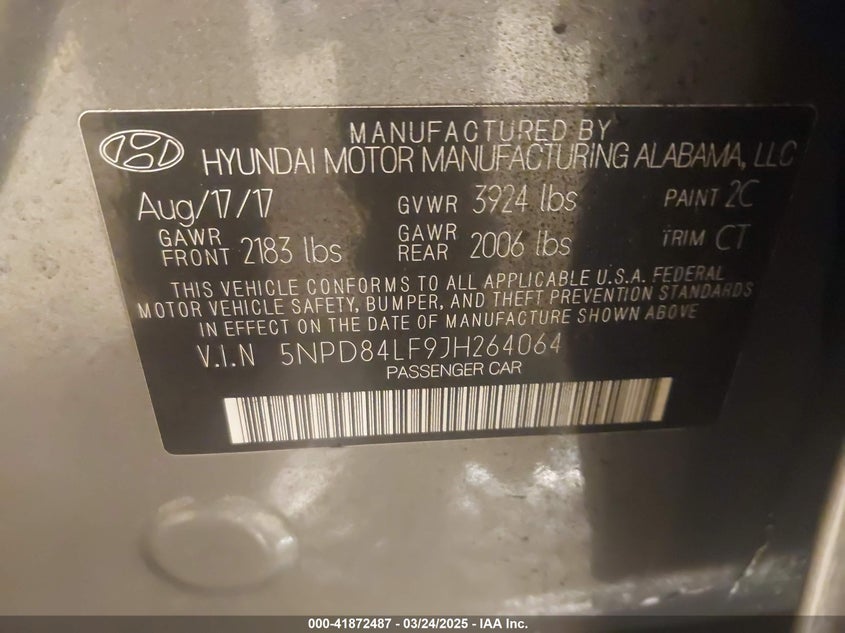 MANUFACTURED BY
HYUNDAI MOTOR MANUFACTURING ALABAMA, LLC
Aug/17/17 GVWR 3924 lbs PAINT 2C
GAWR FRONT 2183 lbs GAWR REAR 2006 lbs TRIM CT
THIS VEHICLE CONFORMS TO ALL APPLICABLE U.S.A. FEDERAL
MOTOR VEHICLE SAFETY, BUMPER, AND THEFT PREVENTION STANDARDS
IN EFFECT ON THE DATE OF MANUFACTURE SHOWN ABOVE
V.I.N 5NPD84LF9JH264064
PASSENGER CAR
000-41872487 - 03/24/2025 - IAA Inc.